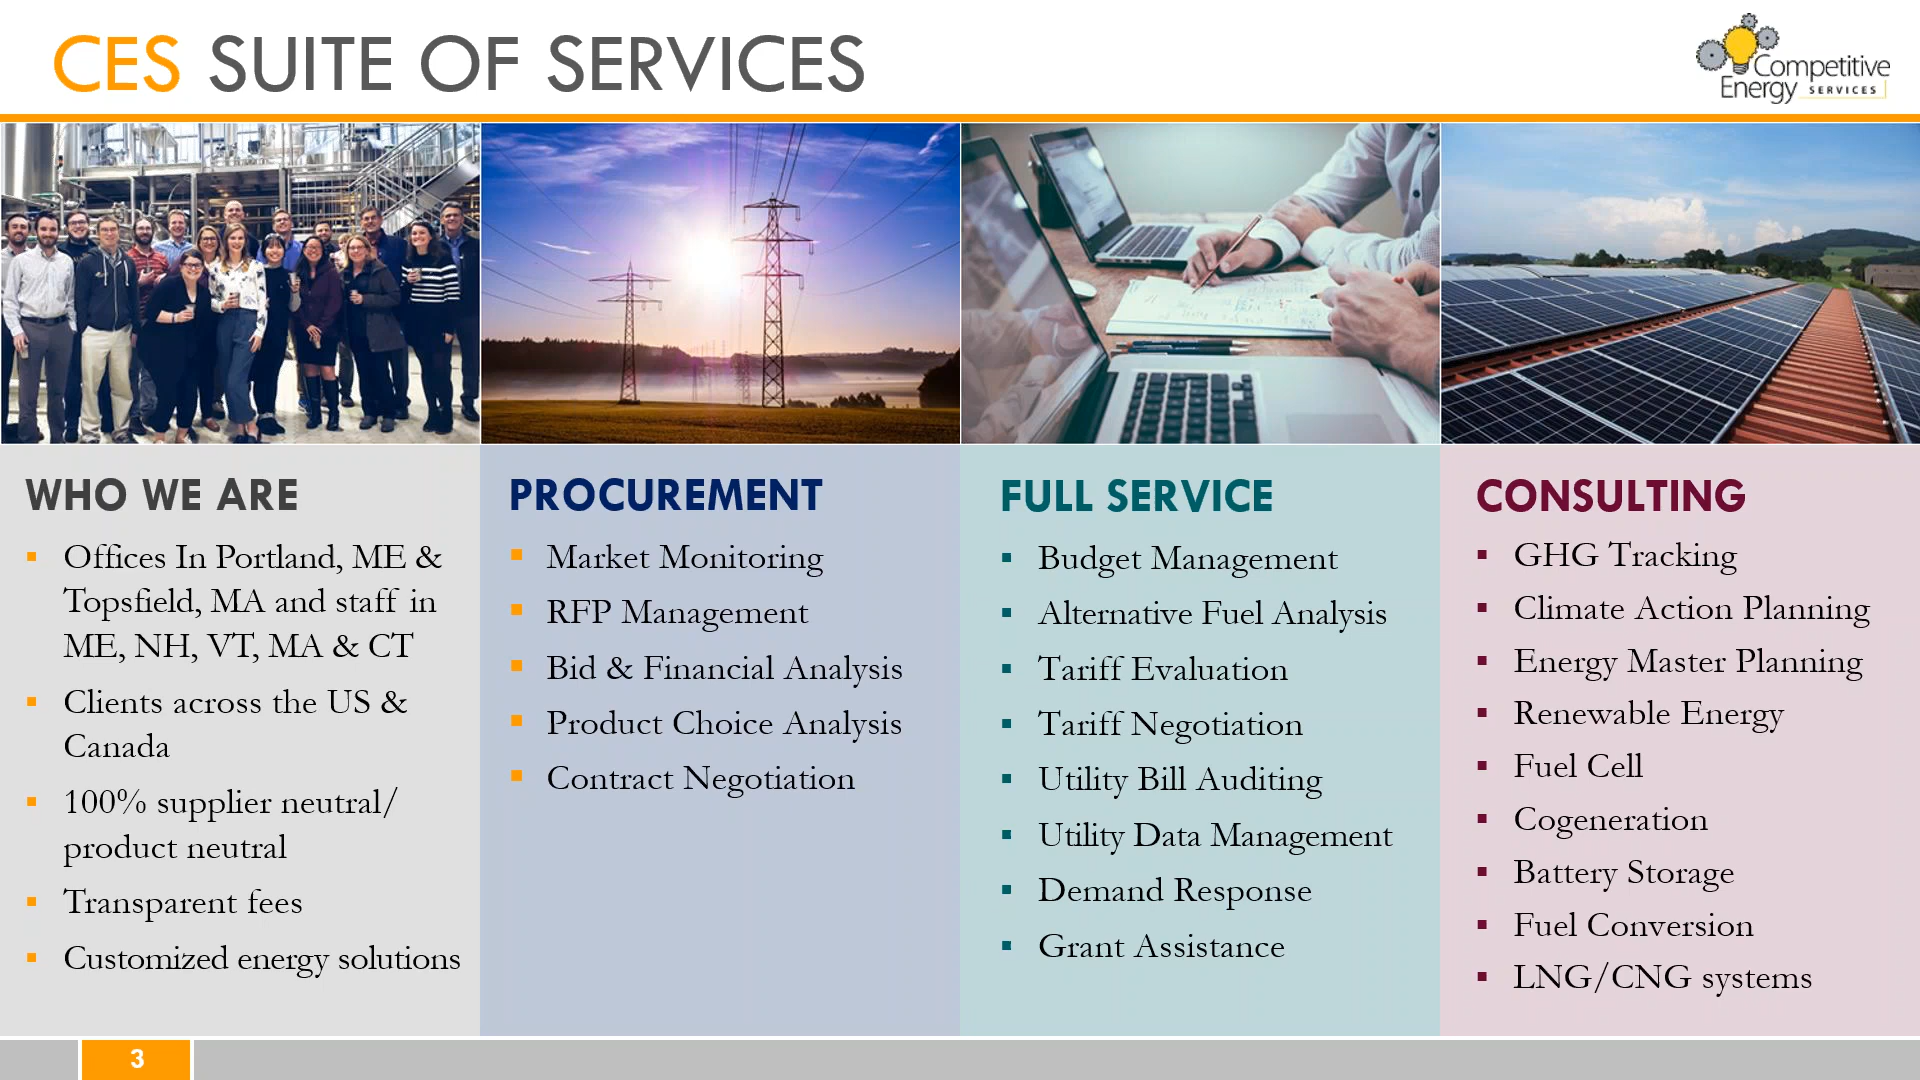 CES SUITE OF SERVICES
Competitive
Energy SERVICES
WHO WE ARE
▪ Offices In Portland, ME &
Topsfield, MA and staff in
ME, NH, VT, MA & CT
▪ Clients across the US &
Canada
▪ 100% supplier neutral/
product neutral
▪ Transparent fees
▪ Customized energy solutions
PROCUREMENT
▪ Market Monitoring
▪ RFP Management
▪ Bid & Financial Analysis
▪ Product Choice Analysis
▪ Contract Negotiation
FULL SERVICE
▪ Budget Management
▪ Alternative Fuel Analysis
▪ Tariff Evaluation
▪ Tariff Negotiation
▪ Utility Bill Auditing
▪ Utility Data Management
▪ Demand Response
▪ Grant Assistance
CONSULTING
▪ GHG Tracking
▪ Climate Action Planning
▪ Energy Master Planning
▪ Renewable Energy
▪ Fuel Cell
▪ Cogeneration
▪ Battery Storage
▪ Fuel Conversion
▪ LNG/CNG systems
3